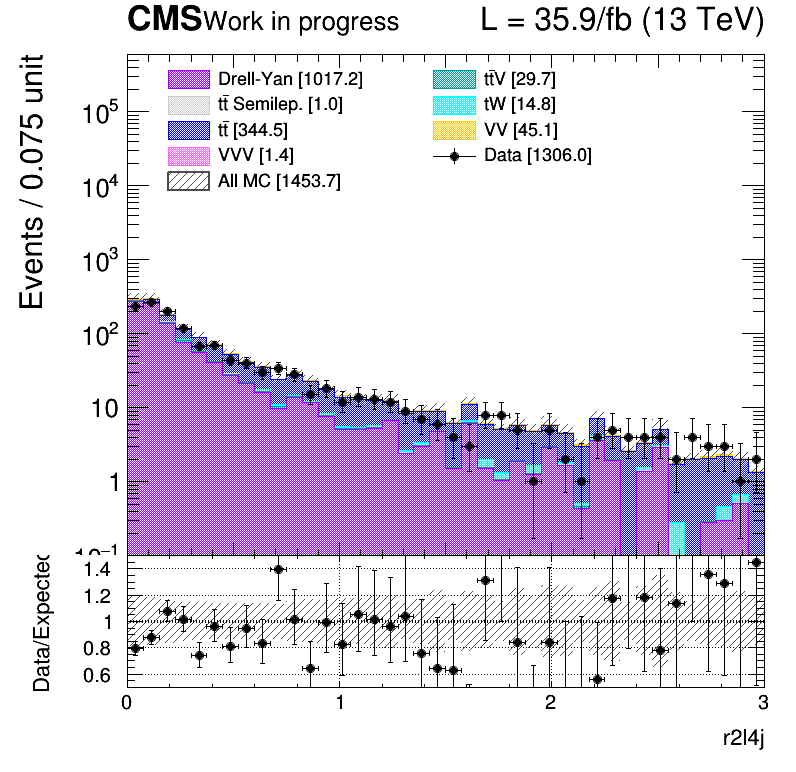 CMS Work in progress L = 35.9/fb (13 TeV)
Events / 0.075 unit
Drell-Yan [1017.2]
tt̄ Semilep. [1.0]
tt̄ [344.5]
VVV [1.4]
All MC [1453.7]
tt̄V [29.7]
tW [14.8]
VV [45.1]
Data [1306.0]
10⁵
10⁴
10³
10²
10
1
10⁻¹
Data/Expected
1.4
1.2
1
0.8
0.6
0 1 2 3
r2l4j